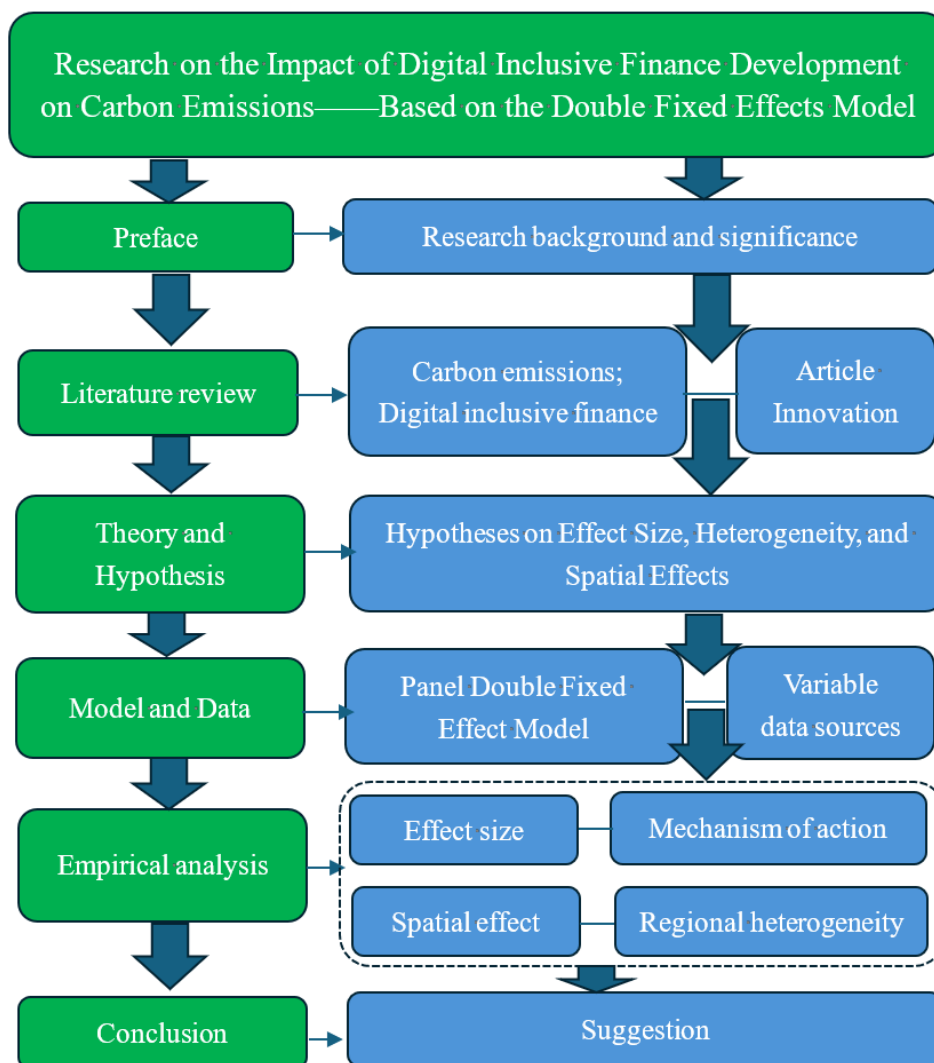 Research on the Impact of Digital Inclusive Finance Development
on Carbon Emissions——Based on the Double Fixed Effects Model
Preface
Research background and significance
Literature review
Carbon emissions;
Digital inclusive finance
Article
Innovation
Theory and
Hypothesis
Hypotheses on Effect Size, Heterogeneity, and
Spatial Effects
Model and Data
Panel Double Fixed
Effect Model
Variable
data sources
Empirical analysis
Effect size
Mechanism of action
Spatial effect
Regional heterogeneity
Conclusion
Suggestion